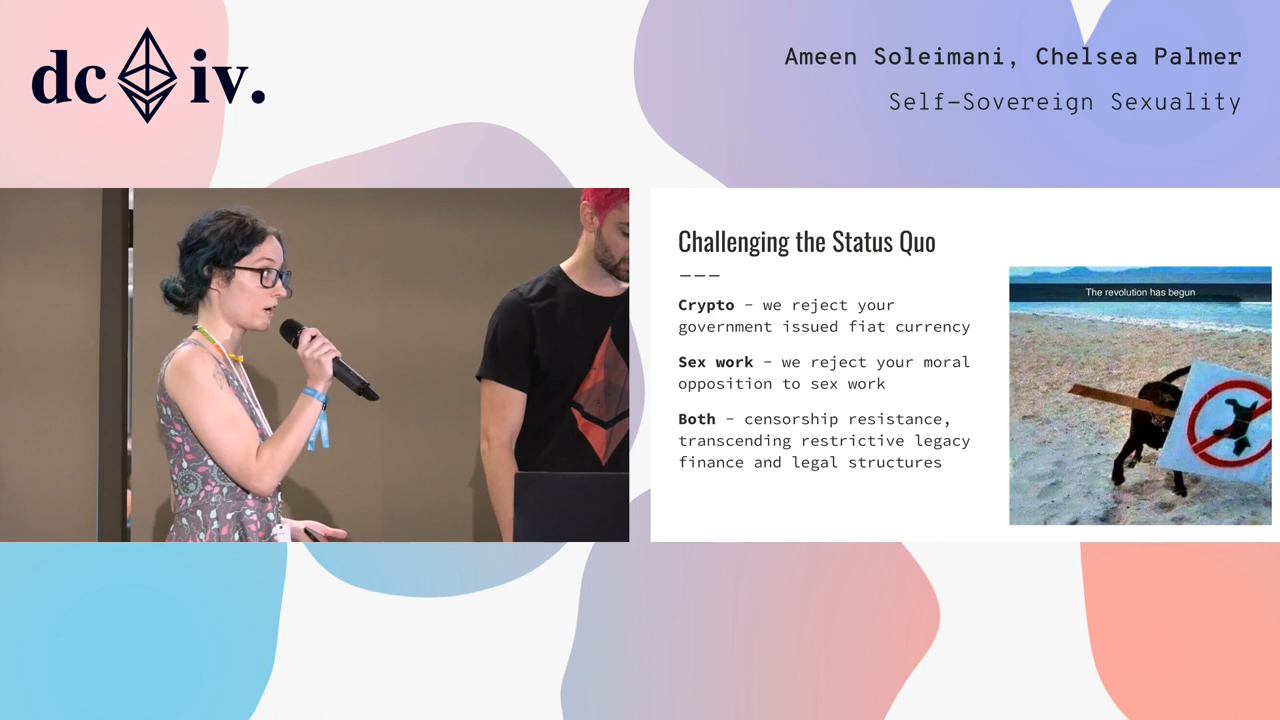 dc iv.
Ameen Soleimani, Chelsea Palmer
Self-Sovereign Sexuality
Challenging the Status Quo
---
Crypto - we reject your
government issued fiat currency
Sex work - we reject your moral
opposition to sex work
Both - censorship resistance,
transcending restrictive legacy
finance and legal structures
The revolution has begun